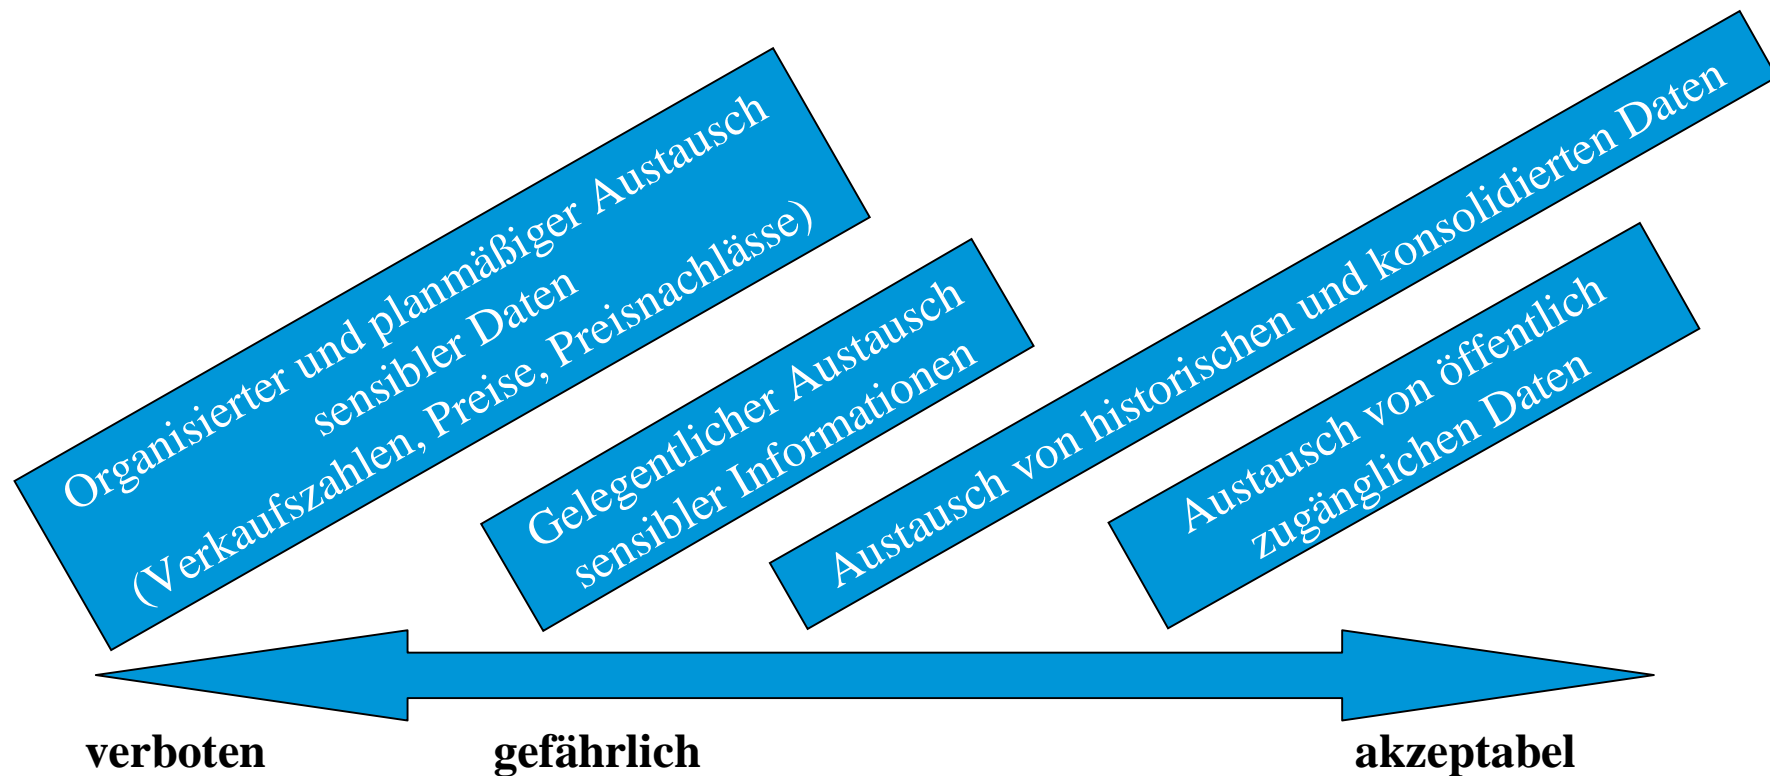 Organisierter und planmäßiger Austausch
sensibler Daten
(Verkaufszahlen, Preise, Preisnachlässe)
Gelegentlicher Austausch
sensibler Informationen
Austausch von historischen und konsolidierten Daten
Austausch von öffentlich
zugänglichen Daten
verboten
gefährlich
akzeptabel